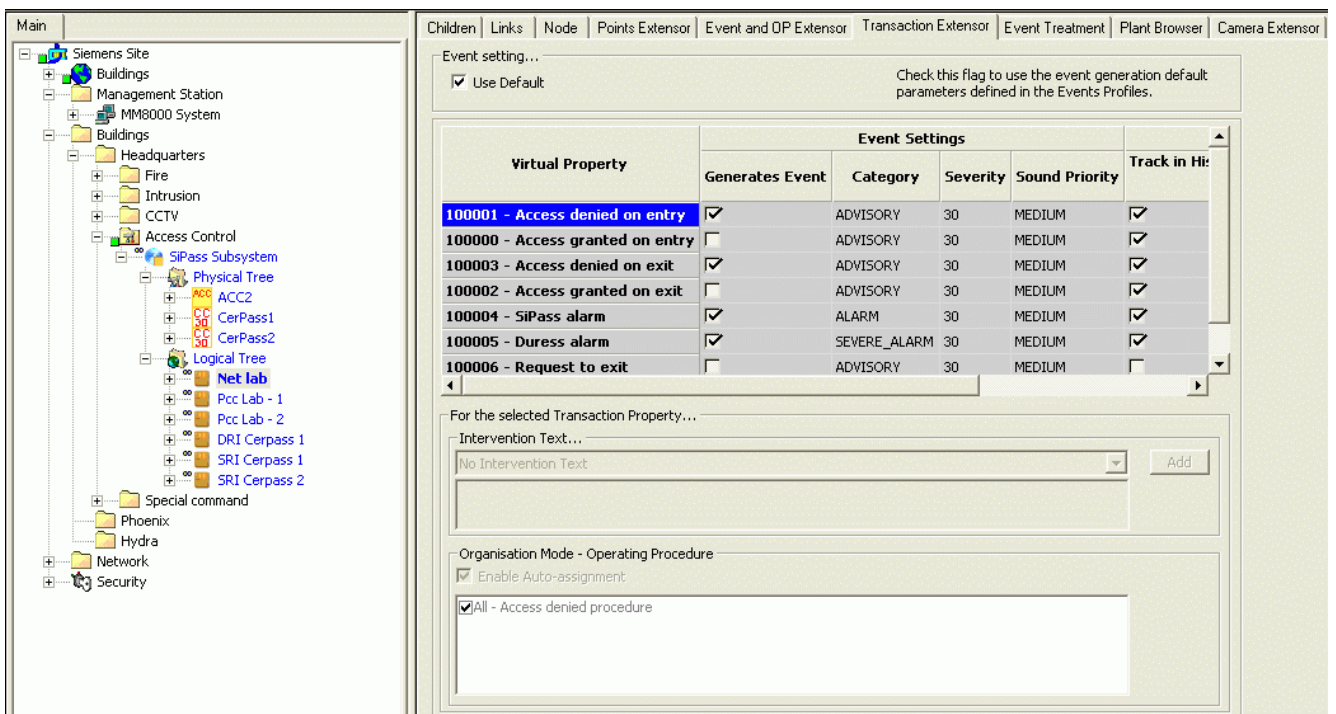 Main
Siemens Site
Buildings
Management Station
MM8000 System
Buildings
Headquarters
Fire
Intrusion
CCTV
Access Control
SiPass Subsystem
Physical Tree
ACC ACC2
CC 30 CerPass1
CC 30 CerPass2
Logical Tree
Net lab
Pcc Lab - 1
Pcc Lab - 2
DRI Cerpass 1
SRI Cerpass 1
SRI Cerpass 2
Special command
Phoenix
Hydra
Network
Security
Children Links Node Points Extensor Event and OP Extensor Transaction Extensor Event Treatment Plant Browser Camera Extensor
Event setting...
Use Default
Check this flag to use the event generation default
parameters defined in the Events Profiles.
Event Settings
Virtual Property Generates Event Category Severity Sound Priority Track in His
100001 - Access denied on entry ADVISORY 30 MEDIUM
100000 - Access granted on entry ADVISORY 30 MEDIUM
100003 - Access denied on exit ADVISORY 30 MEDIUM
100002 - Access granted on exit ADVISORY 30 MEDIUM
100004 - SiPass alarm ALARM 30 MEDIUM
100005 - Duress alarm SEVERE_ALARM 30 MEDIUM
100006 - Request to exit ADVISORY 30 MEDIUM
For the selected Transaction Property...
Intervention Text...
No Intervention Text Add
Organisation Mode - Operating Procedure
Enable Auto-assignment
All - Access denied procedure